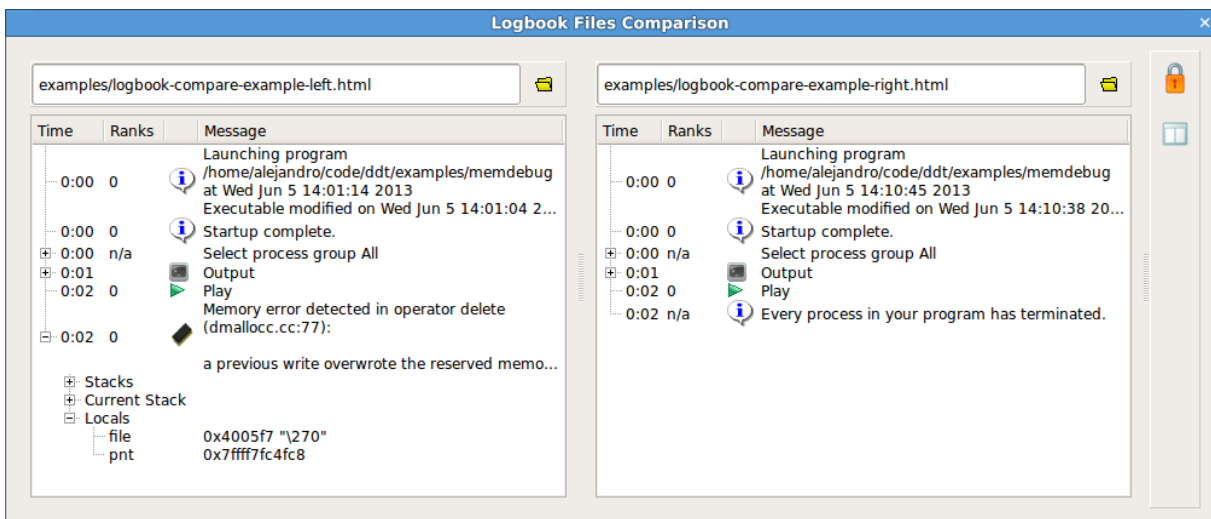 Logbook Files Comparison
examples/logbook-compare-example-left.html
Time Ranks Message
Launching program
/home/alejandro/code/ddt/examples/memdebug
0:00 0 at Wed Jun 5 14:01:14 2013
Executable modified on Wed Jun 5 14:01:04 2...
0:00 0 Startup complete.
0:00 n/a Select process group All
0:01 Output
0:02 0 Play
Memory error detected in operator delete
0:02 0 (dmallocc.cc:77):
a previous write overwrote the reserved memo...
Stacks
Current Stack
Locals
file 0x4005f7 "\270"
pnt 0x7ffff7fc4fc8
examples/logbook-compare-example-right.html
Time Ranks Message
Launching program
/home/alejandro/code/ddt/examples/memdebug
0:00 0 at Wed Jun 5 14:10:45 2013
Executable modified on Wed Jun 5 14:10:38 20...
0:00 0 Startup complete.
0:00 n/a Select process group All
0:01 Output
0:02 0 Play
0:02 n/a Every process in your program has terminated.